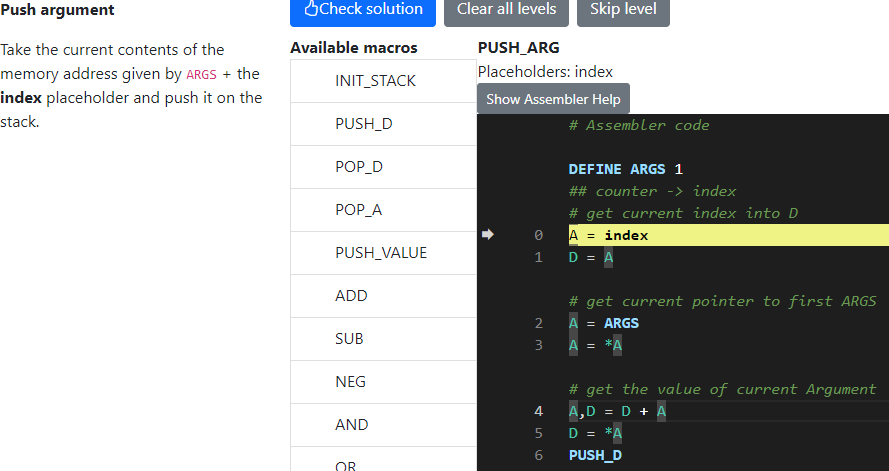 Push argument
Take the current contents of the
memory address given by ARGS + the
index placeholder and push it on the
stack.
Check solution
Clear all levels
Skip level
Available macros
INIT_STACK
PUSH_D
POP_D
POP_A
PUSH_VALUE
ADD
SUB
NEG
AND
OR
PUSH_ARG
Placeholders: index
Show Assembler Help
# Assembler code
DEFINE ARGS 1
## counter -> index
# get current index into D
0 A = index
1 D = A
# get current pointer to first ARGS
2 A = ARGS
3 A = *A
# get the value of current Argument
4 A,D = D + A
5 D = *A
6 PUSH_D